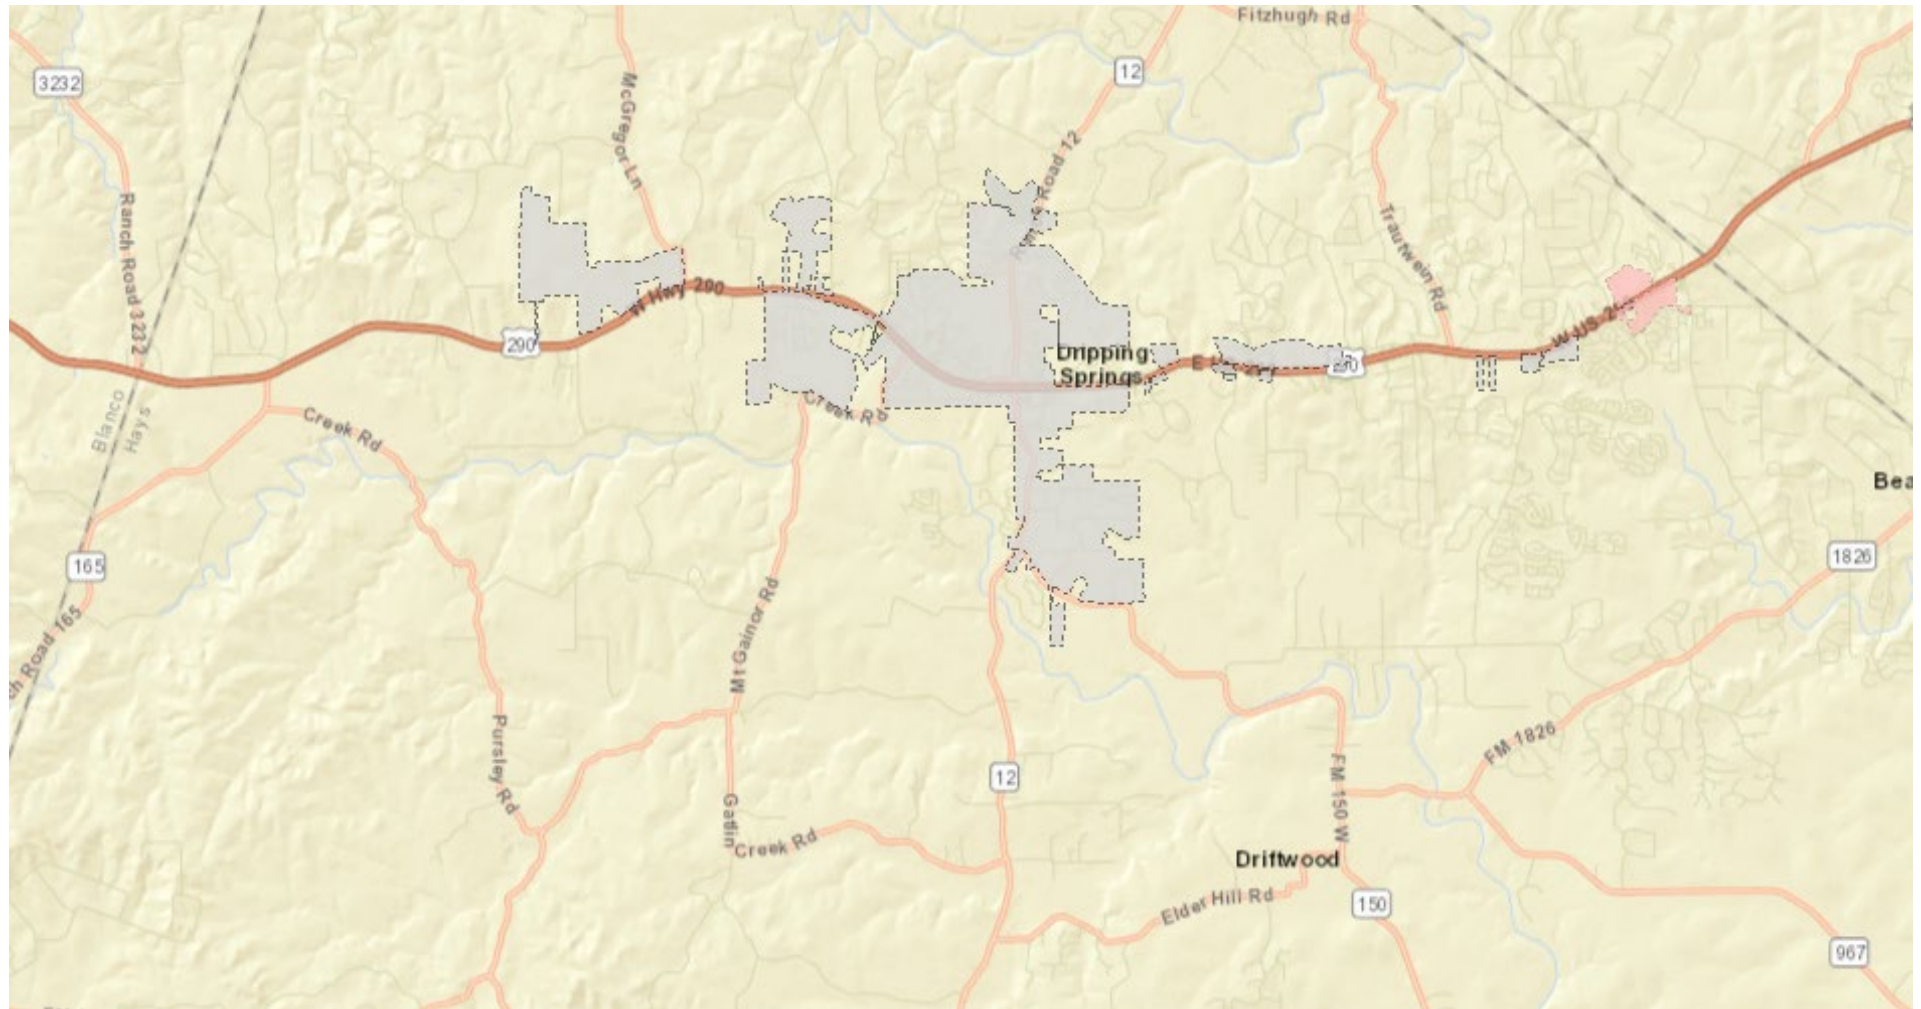 Fitzhugh Rd
3232
12
McGregor Ln
Road 12
Ranch Road 3232
Trautwein Rd
W Hwy 290
290
W US 2
Dripping
Springs
E
290
Creek Rd
Creek Rd
Blanco
Hays
Bea
165
1826
Road 165
Mt Gainor Rd
Pursley Rd
FM 1826
12
FM 150 W
Gatlin
Creek Rd
Driftwood
Elder Hill Rd
150
967